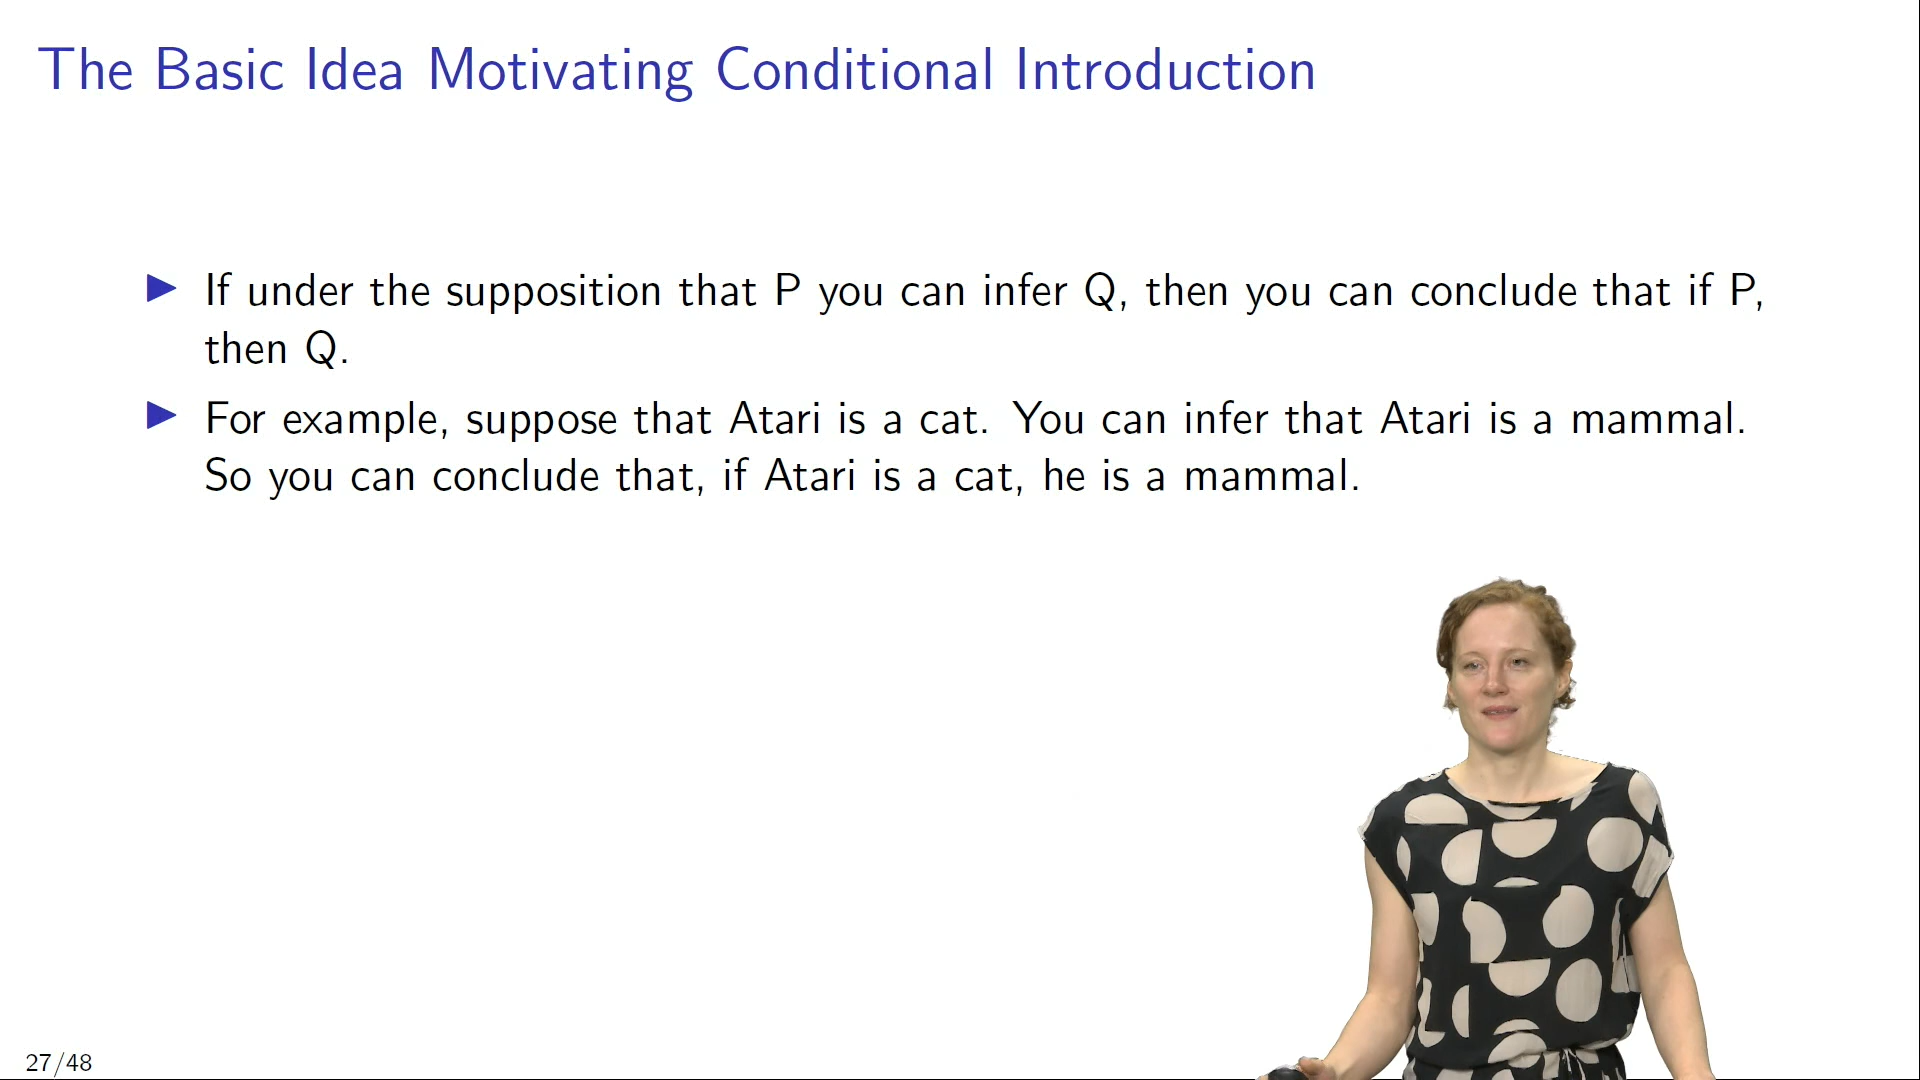 The Basic Idea Motivating Conditional Introduction
If under the supposition that P you can infer Q, then you can conclude that if P,
then Q.
For example, suppose that Atari is a cat. You can infer that Atari is a mammal.
So you can conclude that, if Atari is a cat, he is a mammal.
27/48